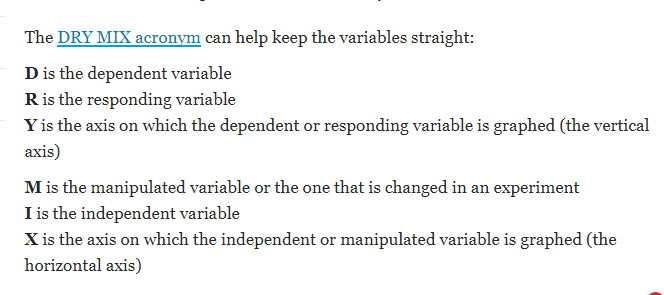 The DRY MIX acronym can help keep the variables straight:
D is the dependent variable
R is the responding variable
Y is the axis on which the dependent or responding variable is graphed (the vertical
axis)
M is the manipulated variable or the one that is changed in an experiment
I is the independent variable
X is the axis on which the independent or manipulated variable is graphed (the
horizontal axis)